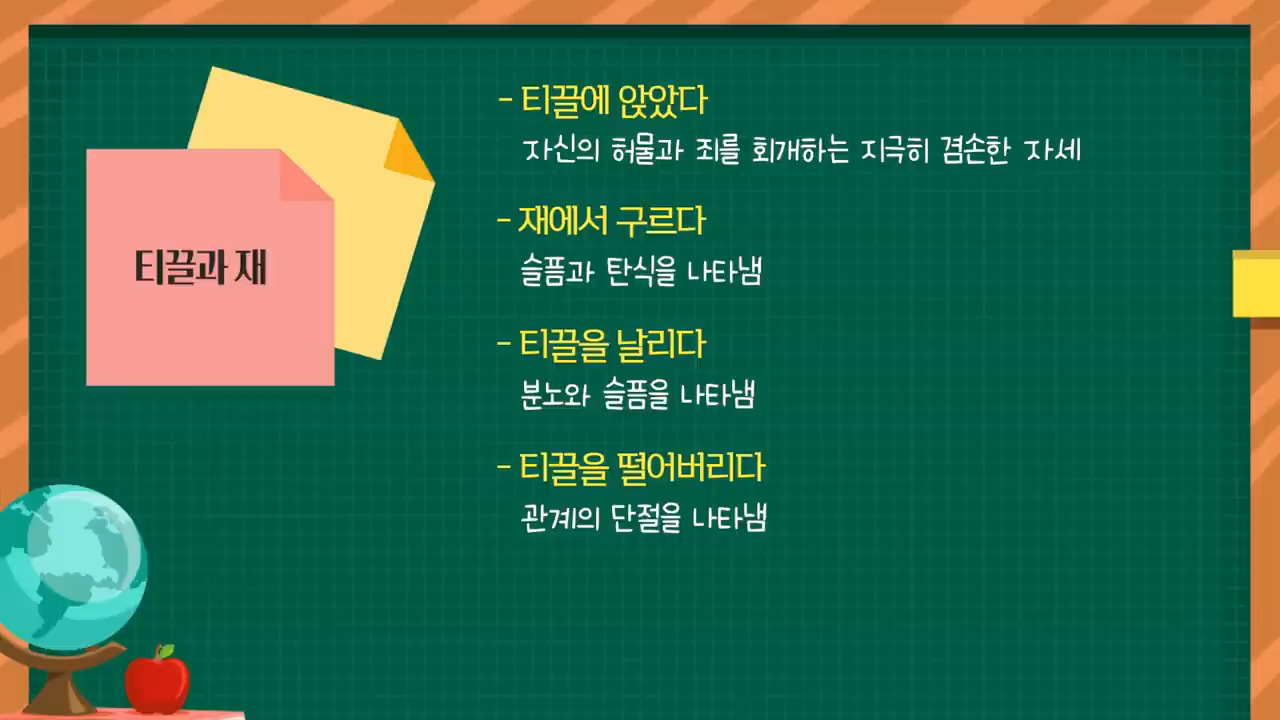 티끌과 재
- 티끌에 앉았다
자신의 허물과 죄를 회개하는 지극히 겸손한 자세
- 재에서 구르다
슬픔과 탄식을 나타냄
- 티끌을 날리다
분노와 슬픔을 나타냄
- 티끌을 떨어버리다
관계의 단절을 나타냄